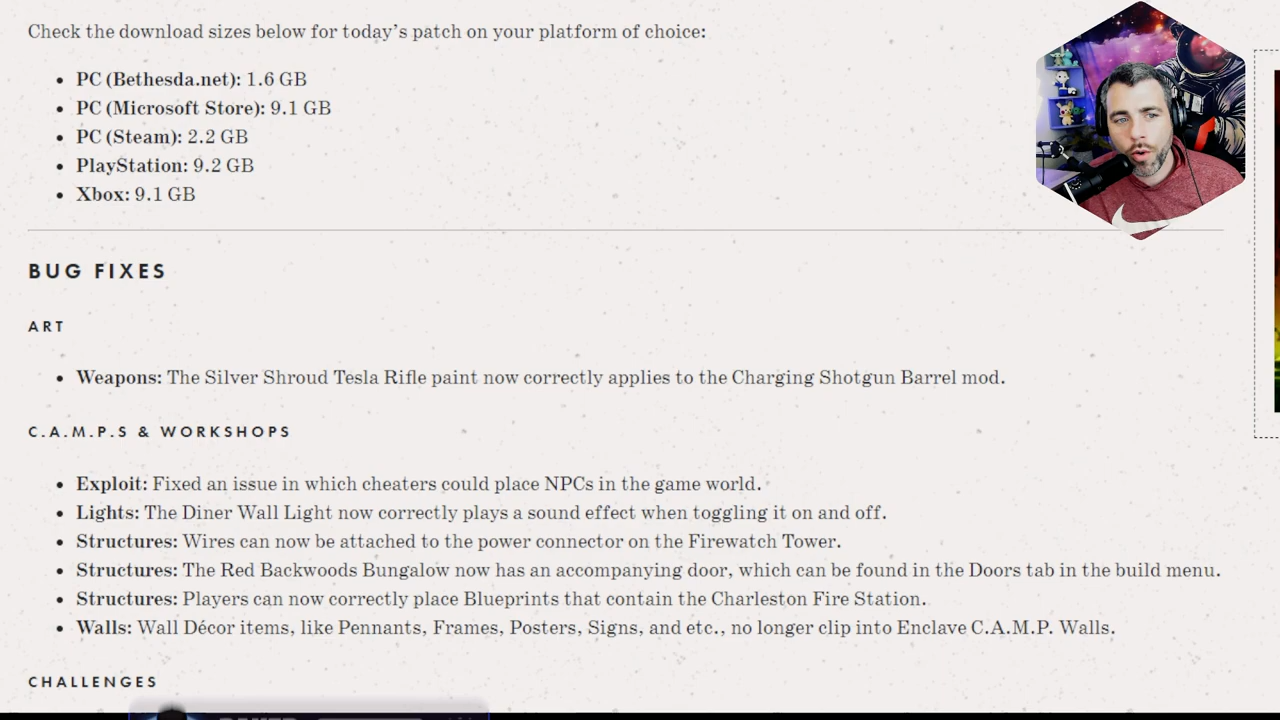 Check the download sizes below for today's patch on your platform of choice:
• PC (Bethesda.net): 1.6 GB
• PC (Microsoft Store): 9.1 GB
• PC (Steam): 2.2 GB
• PlayStation: 9.2 GB
• Xbox: 9.1 GB
BUG FIXES
ART
• Weapons: The Silver Shroud Tesla Rifle paint now correctly applies to the Charging Shotgun Barrel mod.
C.A.M.P.S & WORKSHOPS
• Exploit: Fixed an issue in which cheaters could place NPCs in the game world.
• Lights: The Diner Wall Light now correctly plays a sound effect when toggling it on and off.
• Structures: Wires can now be attached to the power connector on the Firewatch Tower.
• Structures: The Red Backwoods Bungalow now has an accompanying door, which can be found in the Doors tab in the build menu.
• Structures: Players can now correctly place Blueprints that contain the Charleston Fire Station.
• Walls: Wall Décor items, like Pennants, Frames, Posters, Signs, and etc., no longer clip into Enclave C.A.M.P. Walls.
CHALLENGES